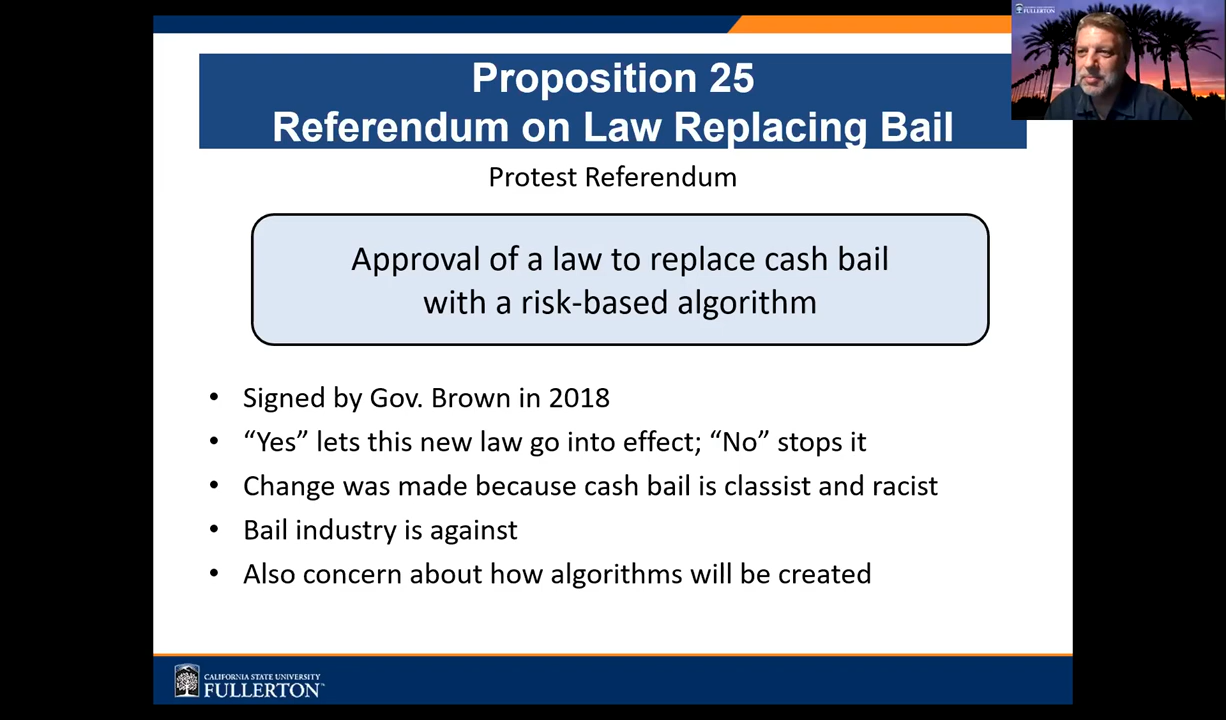 Proposition 25
Referendum on Law Replacing Bail
Protest Referendum
Approval of a law to replace cash bail
with a risk-based algorithm
• Signed by Gov. Brown in 2018
• “Yes” lets this new law go into effect; “No” stops it
• Change was made because cash bail is classist and racist
• Bail industry is against
• Also concern about how algorithms will be created
CALIFORNIA STATE UNIVERSITY
FULLERTON™
FULLERTON